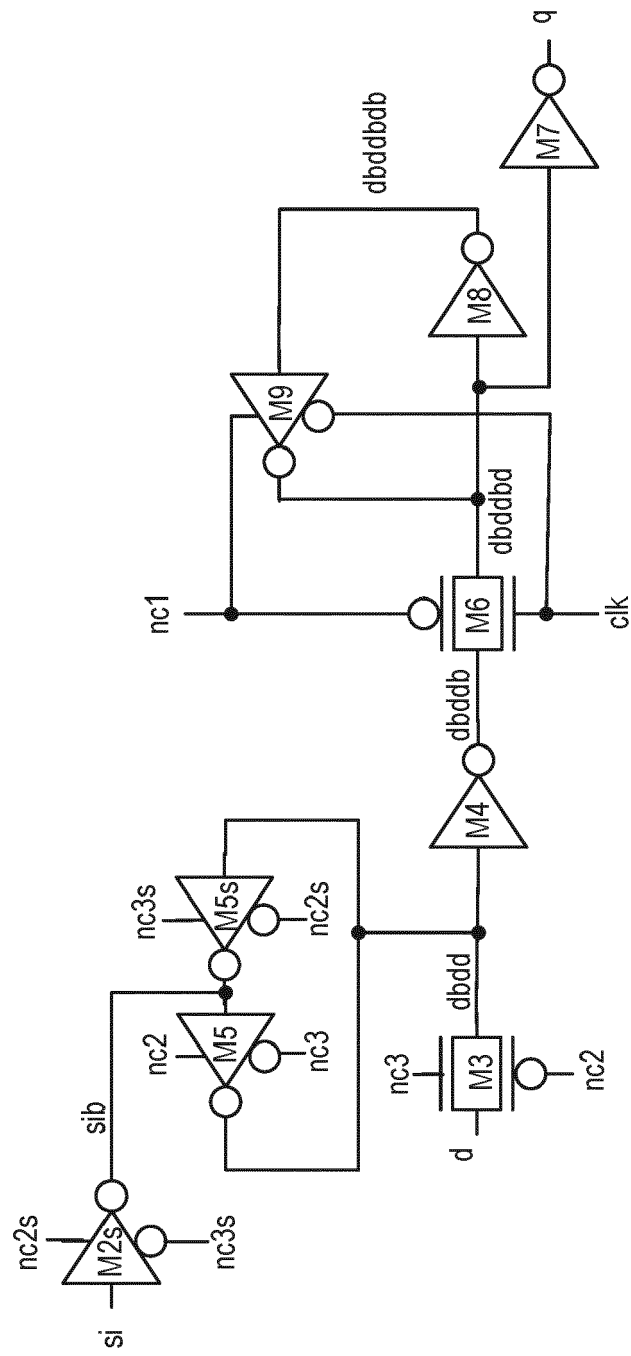 si
nc2s
M2s
nc3s
sib
nc2
M5
nc3
nc3s
M5s
nc2s
d
nc3
M3
nc2
dbdd
M4
dbddb
nc1
M6
clk
dbddbd
M9
M8
dbddbdb
M7
q